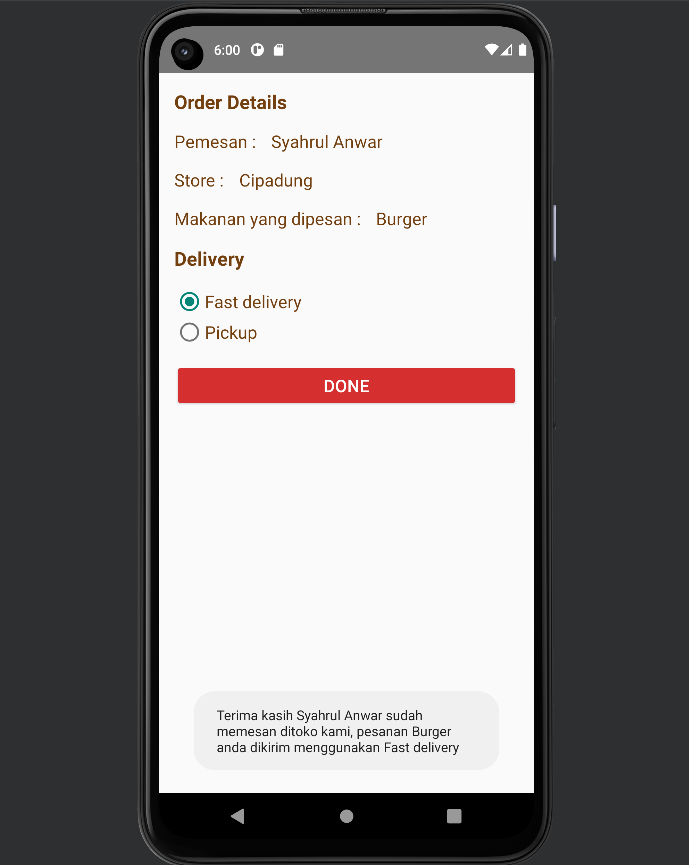 6:00
Order Details
Pemesan : Syahrul Anwar
Store : Cipadung
Makanan yang dipesan : Burger
Delivery
Fast delivery
Pickup
DONE
Terima kasih Syahrul Anwar sudah
memesan ditoko kami, pesanan Burger
anda dikirim menggunakan Fast delivery